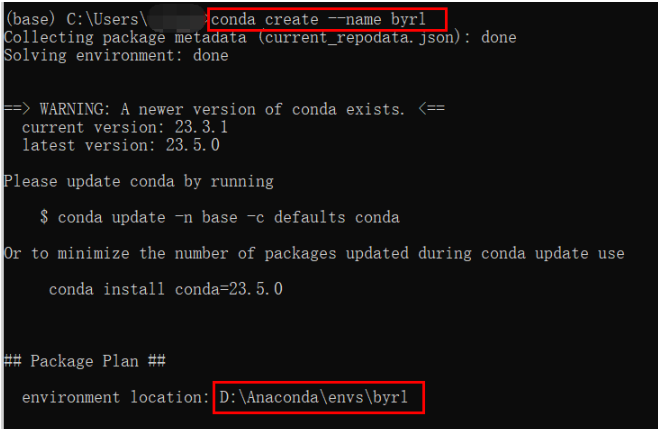 (base) C:\Users\ >conda create --name byrl
Collecting package metadata (current_repodata.json): done
Solving environment: done
==> WARNING: A newer version of conda exists. <==
current version: 23.3.1
latest version: 23.5.0
Please update conda by running
$ conda update -n base -c defaults conda
Or to minimize the number of packages updated during conda update use
conda install conda=23.5.0
## Package Plan ##
environment location: D:\Anaconda\envs\byrl